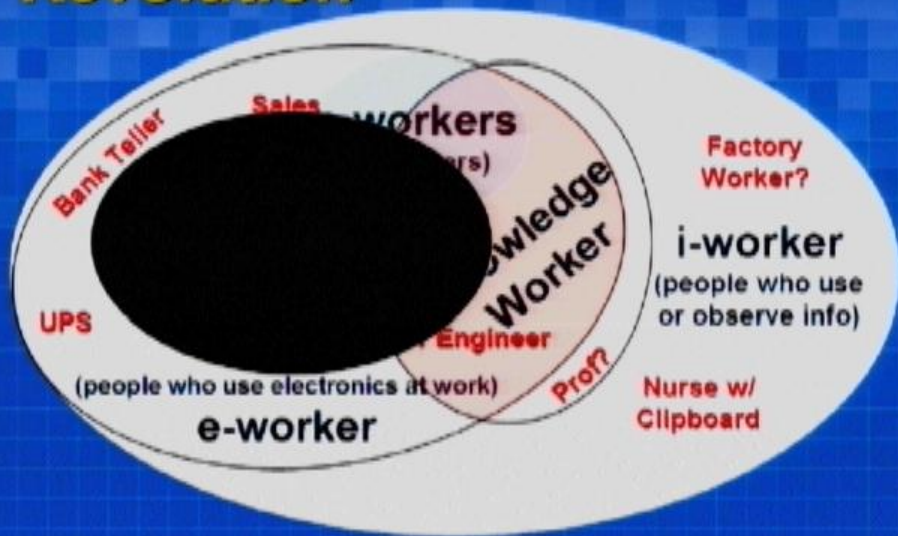 Sales
Bank Teller
workers
Factory
Worker?
Worker
i-worker
(people who use
or observe info)
UPS
Engineer
(people who use electronics at work)
Prof?
Nurse w/
Clipboard
e-worker